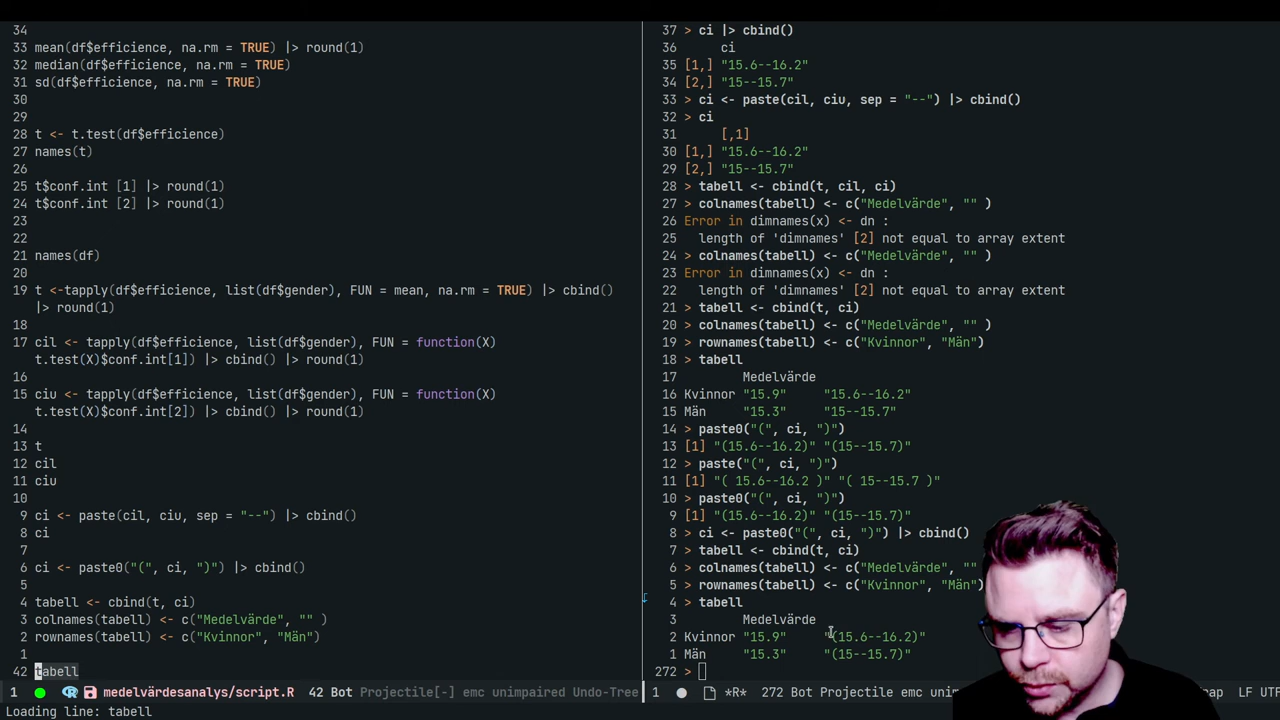 34
33 mean(df$efficience, na.rm = TRUE) |> round(1)
32 median(df$efficience, na.rm = TRUE)
31 sd(df$efficience, na.rm = TRUE)
30
29
28 t <- t.test(df$efficience)
27 names(t)
26
25 t$conf.int [1] |> round(1)
24 t$conf.int [2] |> round(1)
23
22
21 names(df)
20
19 t <-tapply(df$efficience, list(df$gender), FUN = mean, na.rm = TRUE) |> cbind()
|> round(1)
18
17 cil <- tapply(df$efficience, list(df$gender), FUN = function(X)
t.test(X)$conf.int[1]) |> cbind() |> round(1)
16
15 ciu <- tapply(df$efficience, list(df$gender), FUN = function(X)
t.test(X)$conf.int[2]) |> cbind() |> round(1)
14
13 t
12 cil
11 ciu
10
9 ci <- paste(cil, ciu, sep = "--") |> cbind()
8 ci
7
6 ci <- paste0("(", ci, ")") |> cbind()
5
4 tabell <- cbind(t, ci)
3 colnames(tabell) <- c("Medelvärde", "" )
2 rownames(tabell) <- c("Kvinnor", "Män")
1
42 tabell
1 medelvärdesanalys/script.R 42 Bot Projectile[-] emc unimpaired Undo-Tree
Loading line: tabell
37 > ci |> cbind()
36 ci
35 [1,] "15.6--16.2"
34 [2,] "15--15.7"
33 > ci <- paste(cil, ciu, sep = "--") |> cbind()
32 > ci
31 [,1]
30 [1,] "15.6--16.2"
29 [2,] "15--15.7"
28 > tabell <- cbind(t, cil, ci)
27 > colnames(tabell) <- c("Medelvärde", "" )
26 Error in dimnames(x) <- dn :
25 length of 'dimnames' [2] not equal to array extent
24 > colnames(tabell) <- c("Medelvärde", "" )
23 Error in dimnames(x) <- dn :
22 length of 'dimnames' [2] not equal to array extent
21 > tabell <- cbind(t, ci)
20 > colnames(tabell) <- c("Medelvärde", "" )
19 > rownames(tabell) <- c("Kvinnor", "Män")
18 > tabell
17 Medelvärde
16 Kvinnor "15.9" "15.6--16.2"
15 Män "15.3" "15--15.7"
14 > paste0("(", ci, ")")
13 [1] "(15.6--16.2)" "(15--15.7)"
12 > paste("(", ci, ")")
11 [1] "( 15.6--16.2 )" "( 15--15.7 )"
10 > paste0("(", ci, ")")
9 [1] "(15.6--16.2)" "(15--15.7)"
8 > ci <- paste0("(", ci, ")") |> cbind()
7 > tabell <- cbind(t, ci)
6 > colnames(tabell) <- c("Medelvärde", ""
5 > rownames(tabell) <- c("Kvinnor", "Män")
4 > tabell
3 Medelvärde
2 Kvinnor "15.9" "(15.6--16.2)"
1 Män "15.3" "(15--15.7)"
272 >
1 *R* 272 Bot Projectile emc LF UTF